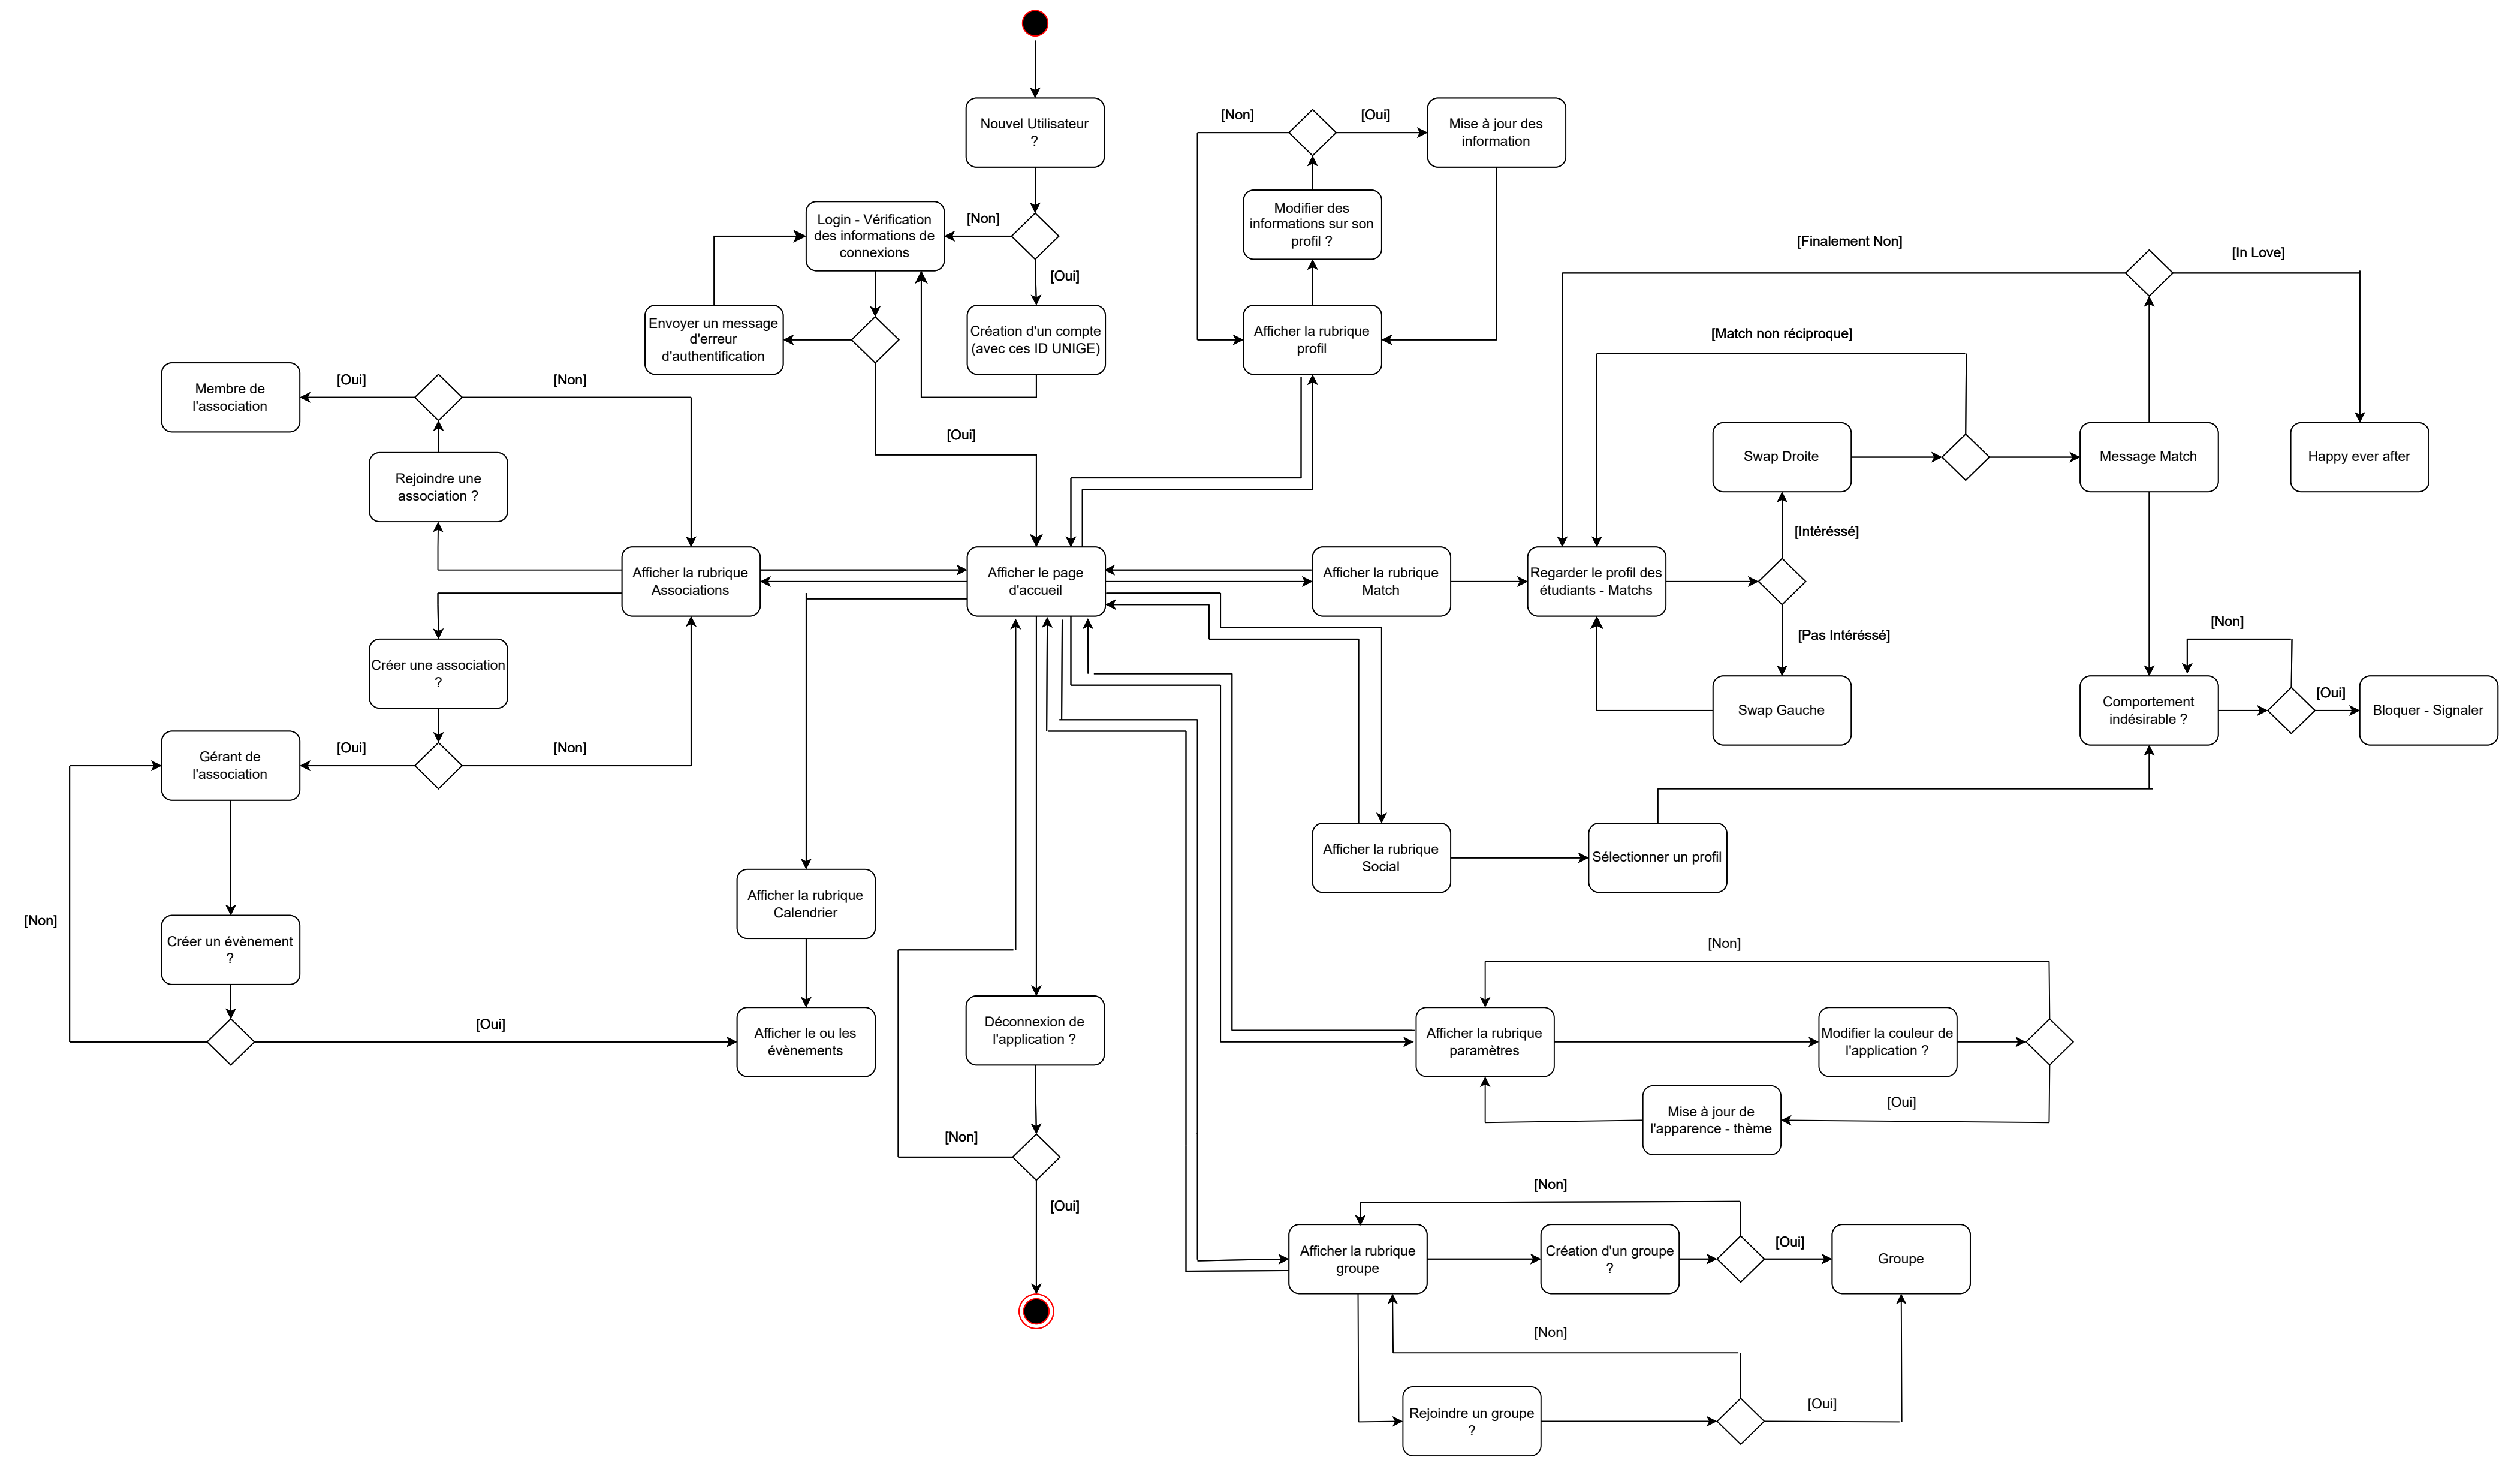 Nouvel Utilisateur
?
[Non]
[Oui]
Mise à jour des
information
Login - Vérification
des informations de
connexions
[Non]
[Oui]
Modifier des
informations sur son
profil ?
[Finalement Non]
[In Love]
Envoyer un message
d'erreur
d'authentification
Création d'un compte
(avec ces ID UNIGE)
Afficher la rubrique
profil
[Match non réciproque]
Membre de
l'association
[Oui]
[Non]
[Oui]
Rejoindre une
association ?
Swap Droite
Message Match
Happy ever after
[Intéréssé]
Afficher la rubrique
Associations
Afficher le page
d'accueil
Afficher la rubrique
Match
Regarder le profil des
étudiants - Matchs
[Pas Intéréssé]
[Non]
Créer une association
?
Swap Gauche
Comportement
indésirable ?
[Oui]
Bloquer - Signaler
Gérant de
l'association
[Oui]
[Non]
Afficher la rubrique
Social
Sélectionner un profil
Afficher la rubrique
Calendrier
[Non]
Créer un évènement
?
[Non]
[Oui]
Afficher le ou les
évènements
Déconnexion de
l'application ?
Afficher la rubrique
paramètres
Modifier la couleur de
l'application ?
Mise à jour de
l'apparence - thème
[Oui]
[Non]
[Oui]
[Non]
Afficher la rubrique
groupe
Création d'un groupe
?
[Oui]
Groupe
[Non]
Rejoindre un groupe
?
[Oui]